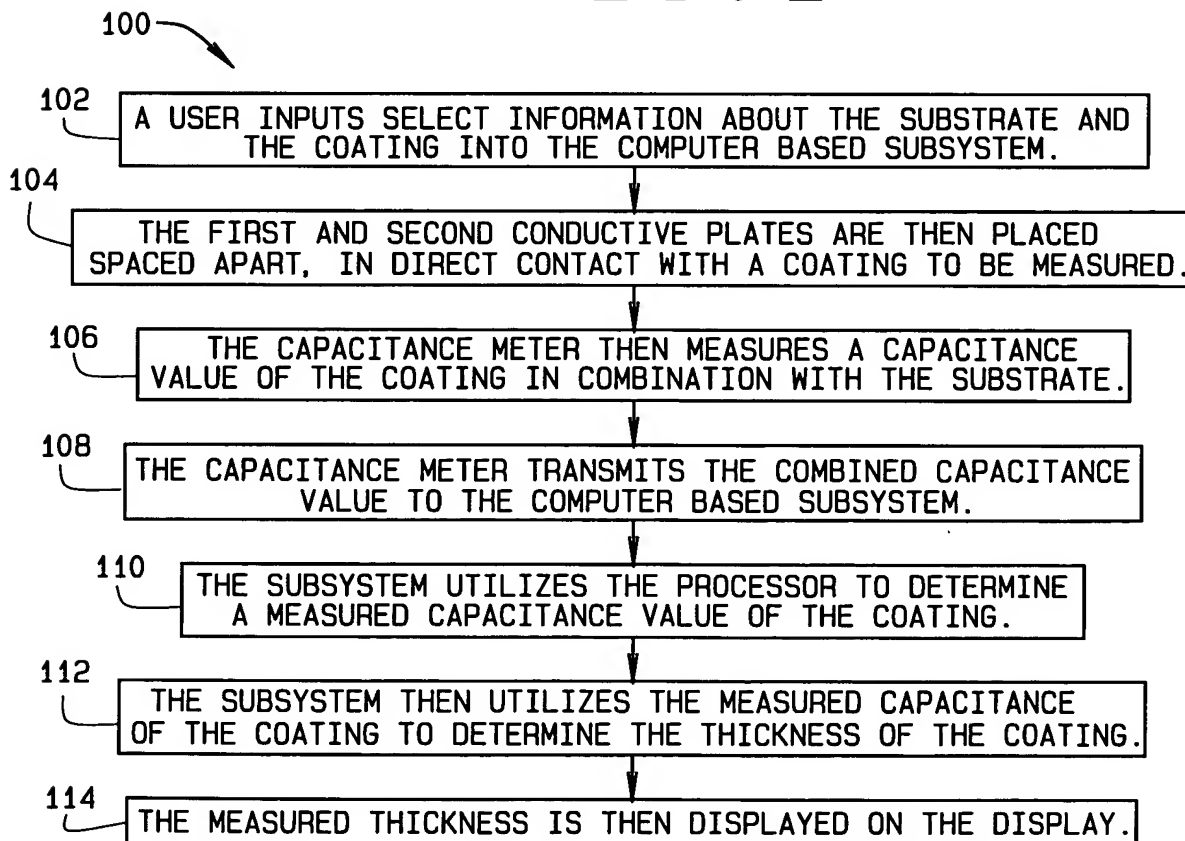 100
102
A USER INPUTS SELECT INFORMATION ABOUT THE SUBSTRATE AND
THE COATING INTO THE COMPUTER BASED SUBSYSTEM.
104
THE FIRST AND SECOND CONDUCTIVE PLATES ARE THEN PLACED
SPACED APART, IN DIRECT CONTACT WITH A COATING TO BE MEASURED.
106
THE CAPACITANCE METER THEN MEASURES A CAPACITANCE
VALUE OF THE COATING IN COMBINATION WITH THE SUBSTRATE.
108
THE CAPACITANCE METER TRANSMITS THE COMBINED CAPACITANCE
VALUE TO THE COMPUTER BASED SUBSYSTEM.
110
THE SUBSYSTEM UTILIZES THE PROCESSOR TO DETERMINE
A MEASURED CAPACITANCE VALUE OF THE COATING.
112
THE SUBSYSTEM THEN UTILIZES THE MEASURED CAPACITANCE
OF THE COATING TO DETERMINE THE THICKNESS OF THE COATING.
114
THE MEASURED THICKNESS IS THEN DISPLAYED ON THE DISPLAY.